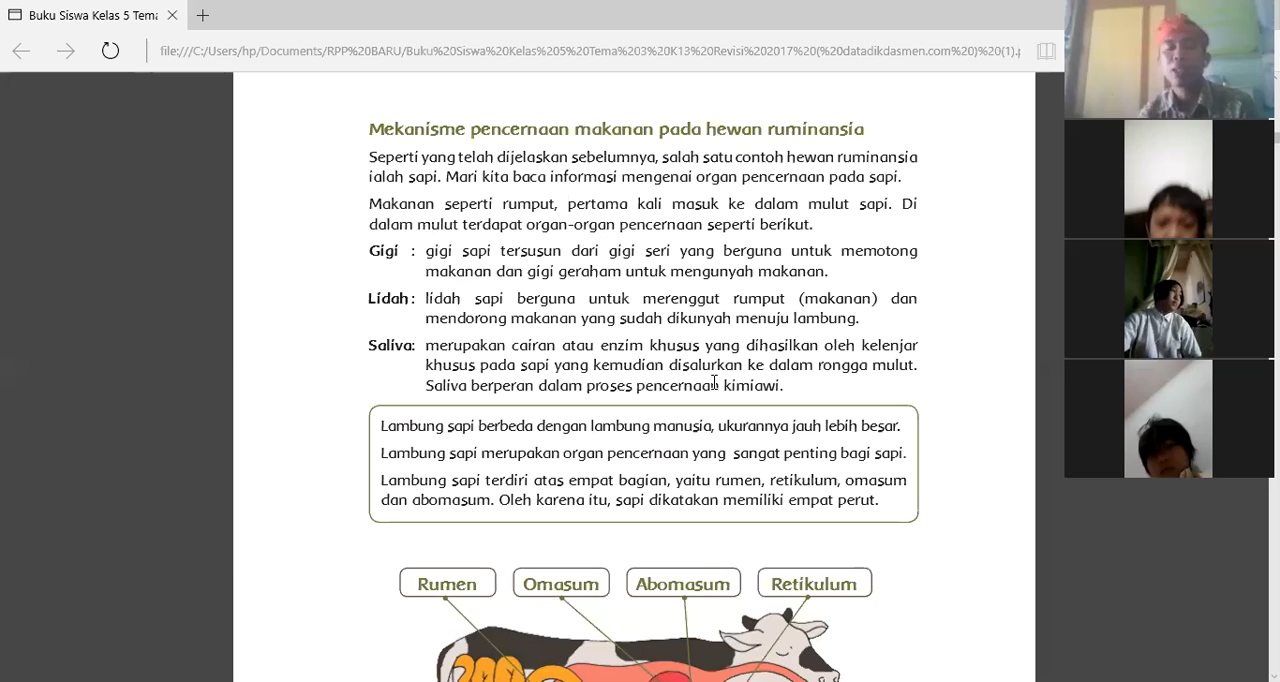 Buku Siswa Kelas 5 Tema
file:///C:/Users/hp/Documents/RPP%20BARU/Buku%20Siswa%20Kelas%205%20Tema%203%20K13%20Revisi%202017%20(%20datadikdasmen.com%20)%20(1).p
Mekanisme pencernaan makanan pada hewan ruminansia
Seperti yang telah dijelaskan sebelumnya, salah satu contoh hewan ruminansia
ialah sapi. Mari kita baca informasi mengenai organ pencernaan pada sapi.
Makanan seperti rumput, pertama kali masuk ke dalam mulut sapi. Di
dalam mulut terdapat organ-organ pencernaan seperti berikut.
Gigi : gigi sapi tersusun dari gigi seri yang berguna untuk memotong
makanan dan gigi geraham untuk mengunyah makanan.
Lidah : lidah sapi berguna untuk merenggut rumput (makanan) dan
mendorong makanan yang sudah dikunyah menuju lambung.
Saliva: merupakan cairan atau enzim khusus yang dihasilkan oleh kelenjar
khusus pada sapi yang kemudian disalurkan ke dalam rongga mulut.
Saliva berperan dalam proses pencernaan kimiawi.
Lambung sapi berbeda dengan lambung manusia, ukurannya jauh lebih besar.
Lambung sapi merupakan organ pencernaan yang sangat penting bagi sapi.
Lambung sapi terdiri atas empat bagian, yaitu rumen, retikulum, omasum
dan abomasum. Oleh karena itu, sapi dikatakan memiliki empat perut.
Rumen Omasum Abomasum Retikulum